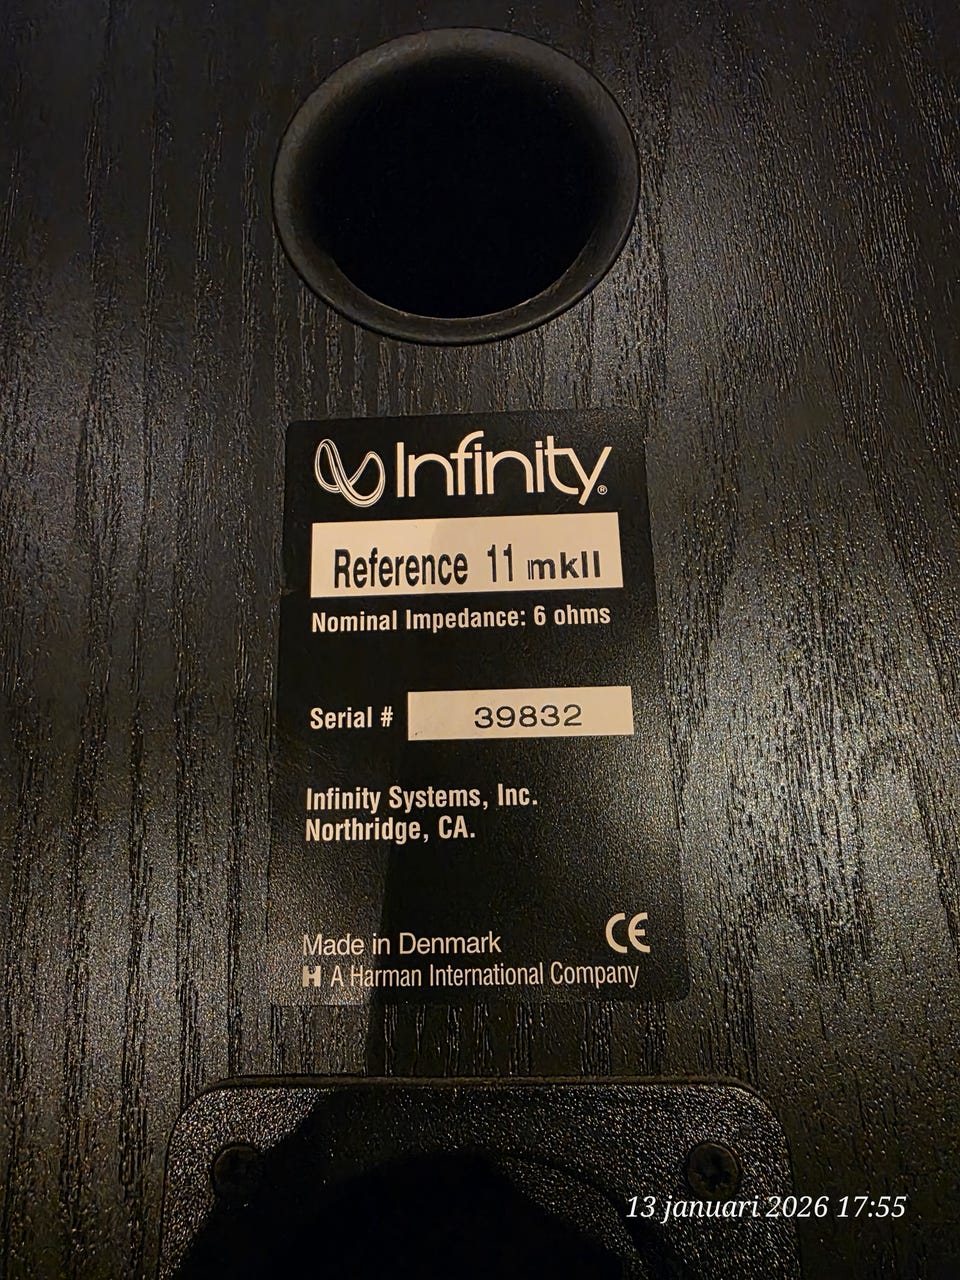 Infinity®
Reference 11 mkII
Nominal Impedance: 6 ohms
Serial # 39832
Infinity Systems, Inc.
Northridge, CA.
CE
Made in Denmark
H A Harman International Company
13 januari 2026 17:55